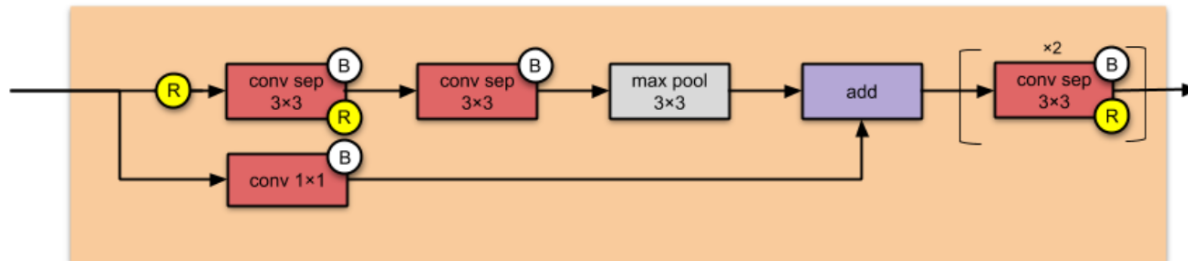 ×2
R
conv sep
3×3
B
R
conv sep
3×3
B
max pool
3×3
add
conv sep
3×3
B
R
conv 1×1
B